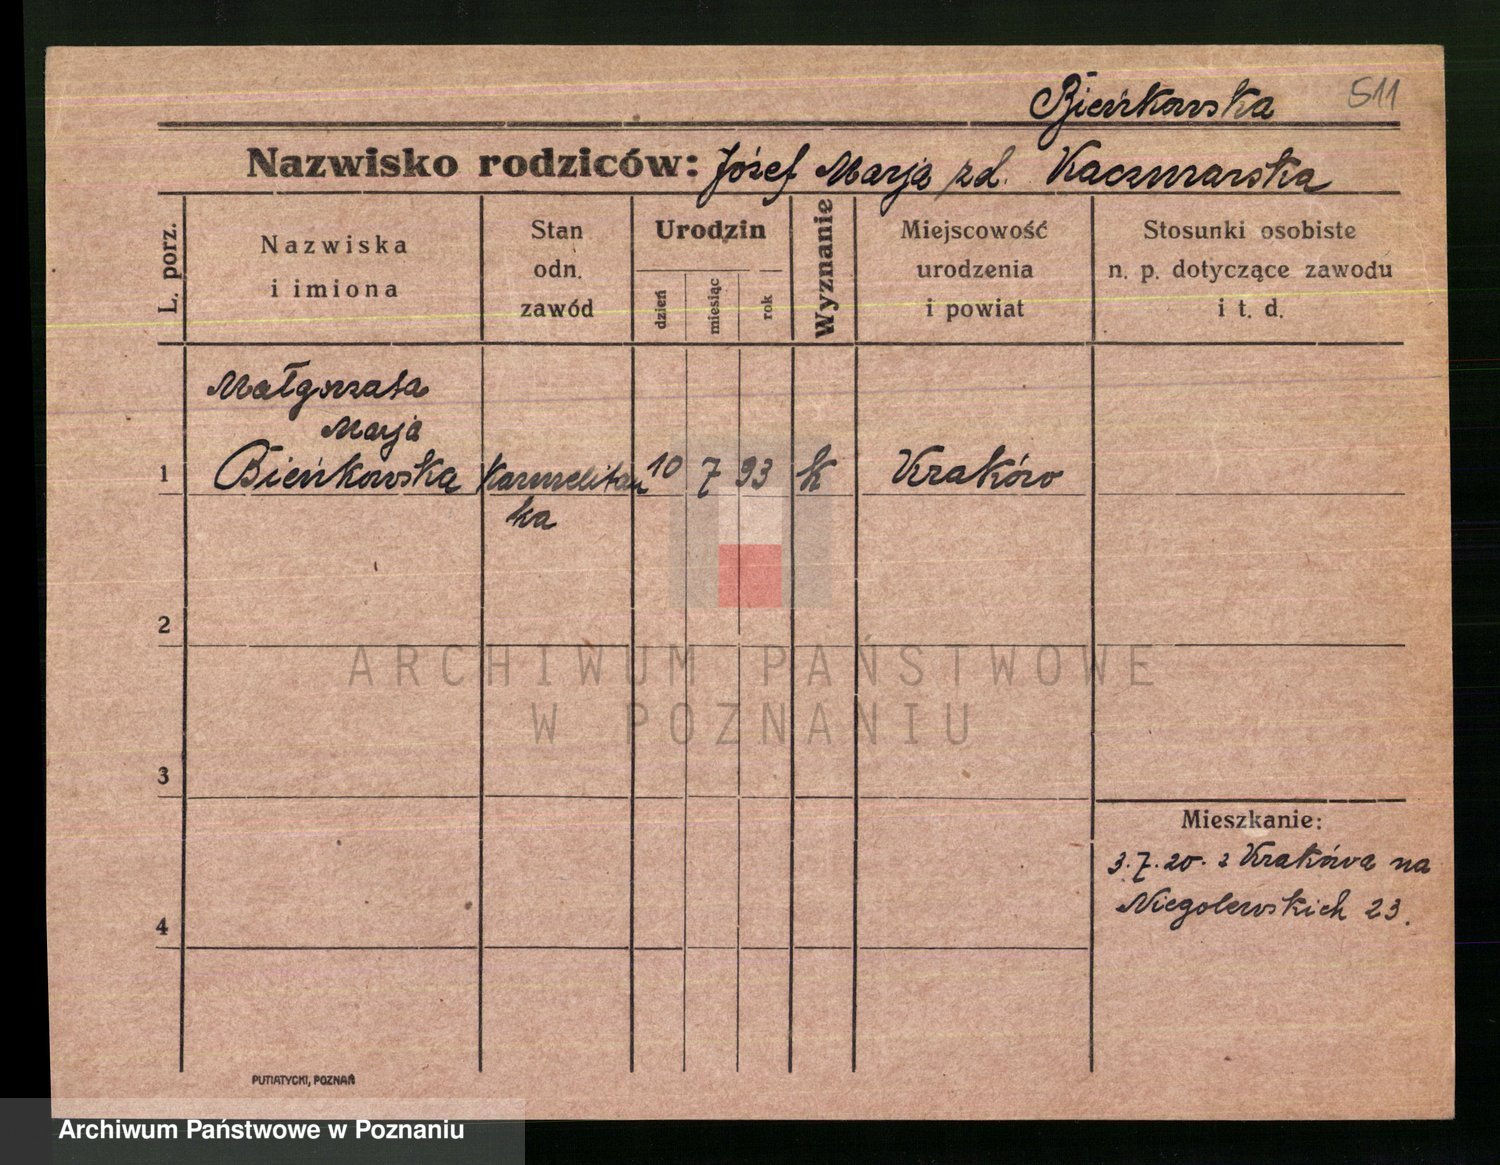 Bieńkowska 511
Nazwisko rodziców: Józef Marja zd. Kaczmarska
L. porz.
Nazwiska
i imiona
Stan
odn.
zawód
Urodzin
dzień
miesiąc
rok
Wyznanie
Miejscowość
urodzenia
i powiat
Stosunki osobiste
n. p. dotyczące zawodu
i t. d.
Małgorzata
Marja
1 Bieńkowska Karmelitan 10 7 93 k Kraków
ka
2
ARCHIWUM PAŃSTWOWE
W POZNANIU
3
Mieszkanie:
3.7.20. z Krakowa na
Niegolewskich 23.
4
PUTIATYCKI, POZNAŃ
Archiwum Państwowe w Poznaniu